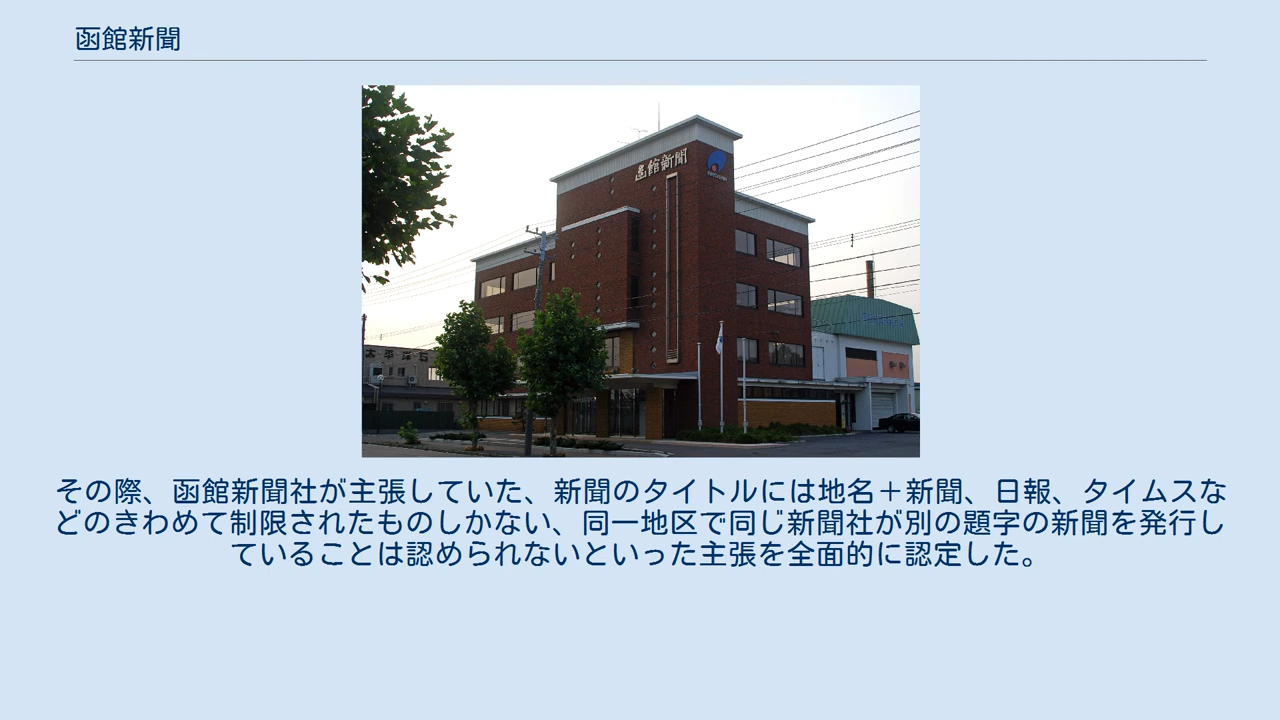 函館新聞
函館新聞
太平洋石
その際、函館新聞社が主張していた、新聞のタイトルには地名＋新聞、日報、タイムスな
どのきわめて制限されたものしかない、同一地区で同じ新聞社が別の題字の新聞を発行し
ていることは認められないといった主張を全面的に認定した。